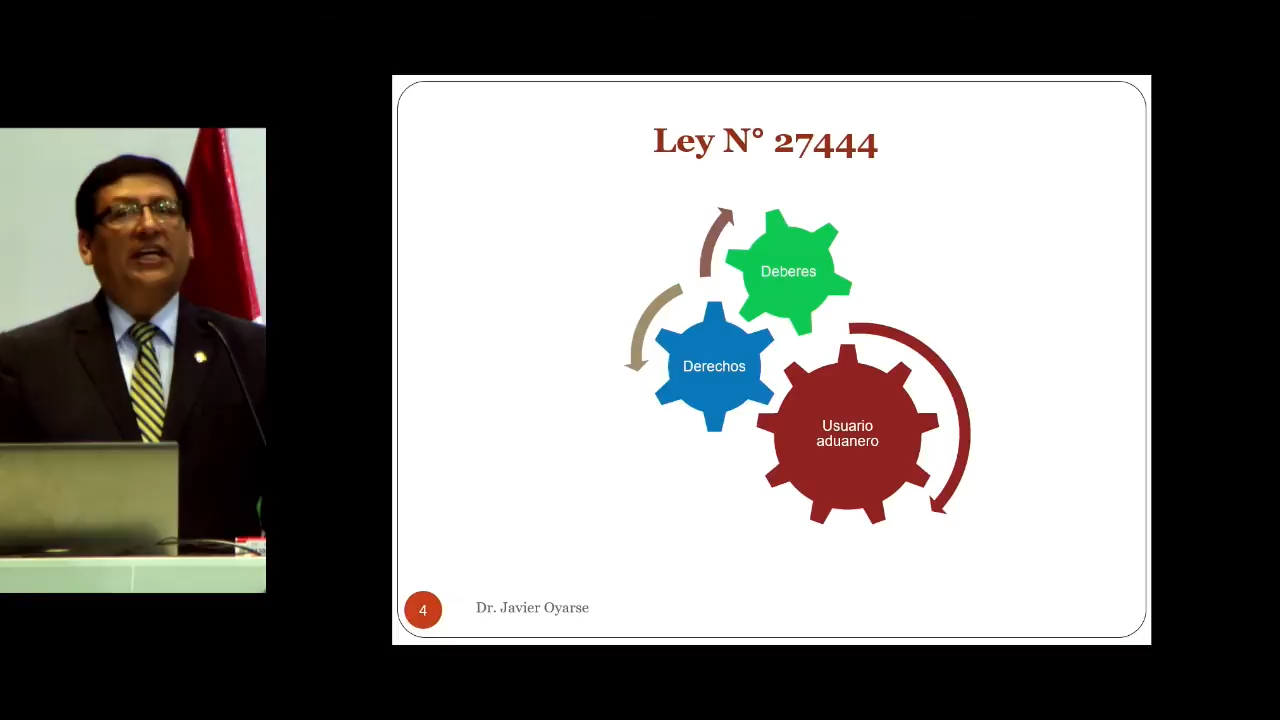 Ley N° 27444
Deberes
Derechos
Usuario
aduanero
4
Dr. Javier Oyarse